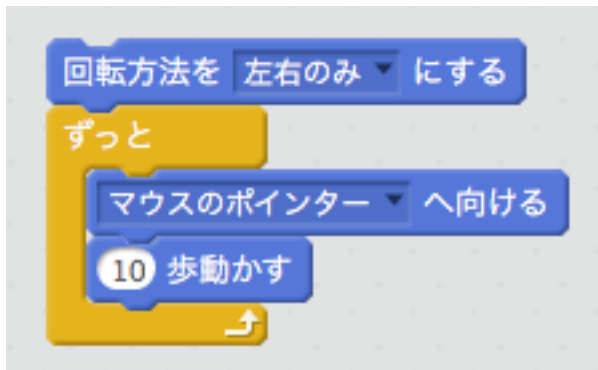 回転方法を 左右のみ にする
ずっと
マウスのポインター へ向ける
10 歩動かす